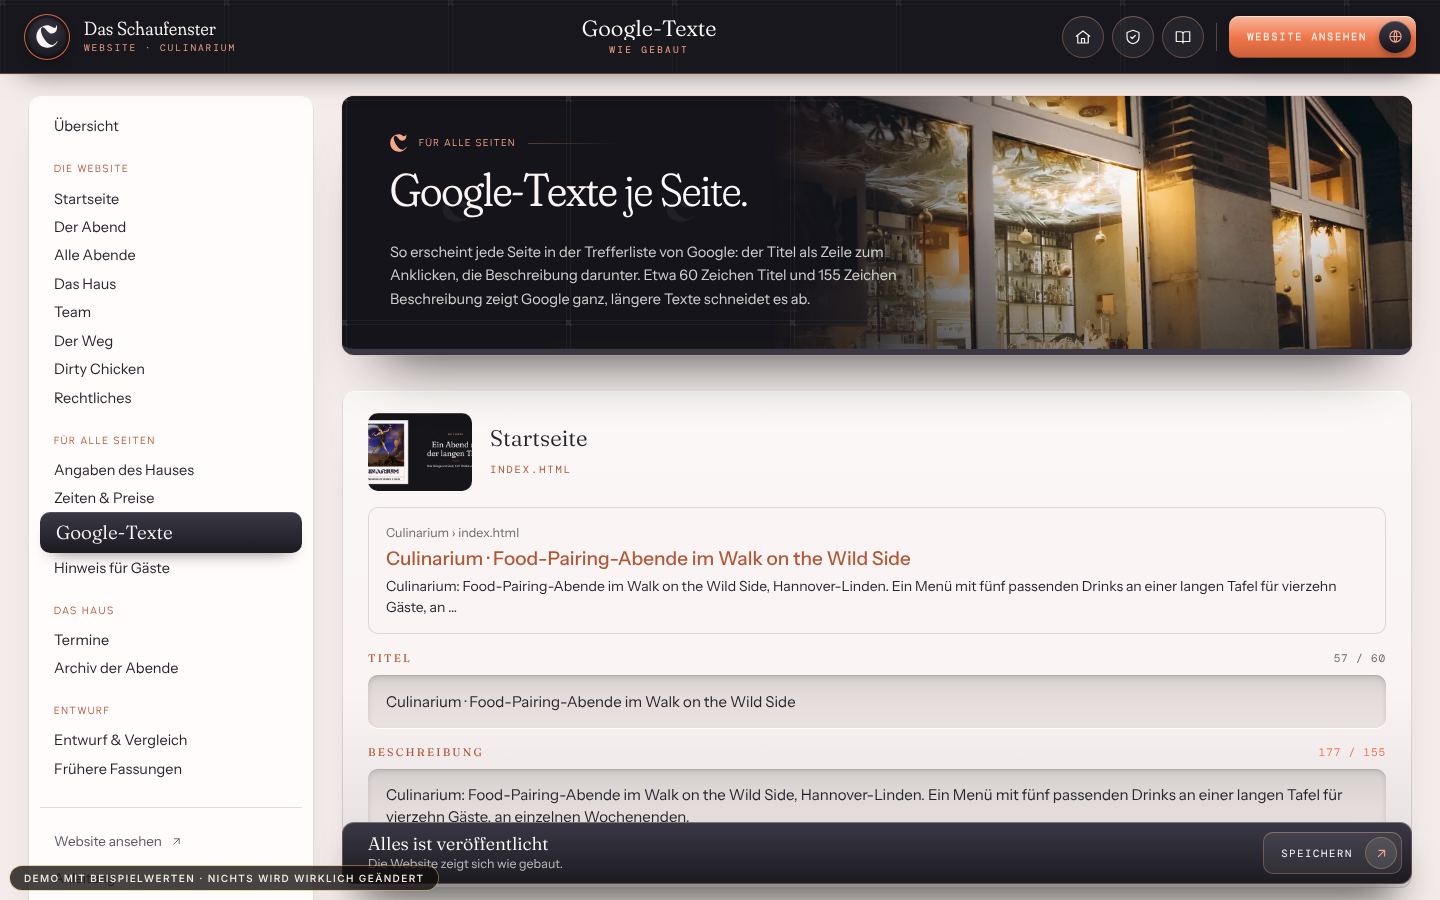 Das Schaufenster
WEBSITE · CULINARIUM
Google-Texte
WIE GEBAUT
WEBSITE ANSEHEN
Übersicht
DIE WEBSITE
Startseite
Der Abend
Alle Abende
Das Haus
Team
Der Weg
Dirty Chicken
Rechtliches
FÜR ALLE SEITEN
Angaben des Hauses
Zeiten & Preise
Google-Texte
Hinweis für Gäste
DAS HAUS
Termine
Archiv der Abende
ENTWURF
Entwurf & Vergleich
Frühere Fassungen
Website ansehen
FÜR ALLE SEITEN
Google-Texte je Seite.
So erscheint jede Seite in der Trefferliste von Google: der Titel als Zeile zum
Anklicken, die Beschreibung darunter. Etwa 60 Zeichen Titel und 155 Zeichen
Beschreibung zeigt Google ganz, längere Texte schneidet es ab.
Ein Abend
der langen
Startseite
INDEX.HTML
Culinarium › index.html
Culinarium · Food-Pairing-Abende im Walk on the Wild Side
Culinarium: Food-Pairing-Abende im Walk on the Wild Side, Hannover-Linden. Ein Menü mit fünf passenden Drinks an einer langen Tafel für vierzehn
Gäste, an ...
TITEL
57 / 60
Culinarium · Food-Pairing-Abende im Walk on the Wild Side
BESCHREIBUNG
177 / 155
Culinarium: Food-Pairing-Abende im Walk on the Wild Side, Hannover-Linden. Ein Menü mit fünf passenden Drinks an einer langen Tafel für
vierzehn Gäste, an einzelnen Wochenenden.
Alles ist veröffentlicht
Die Website zeigt sich wie gebaut.
SPEICHERN
DEMO MIT BEISPIELWERTEN · NICHTS WIRD WIRKLICH GEÄNDERT